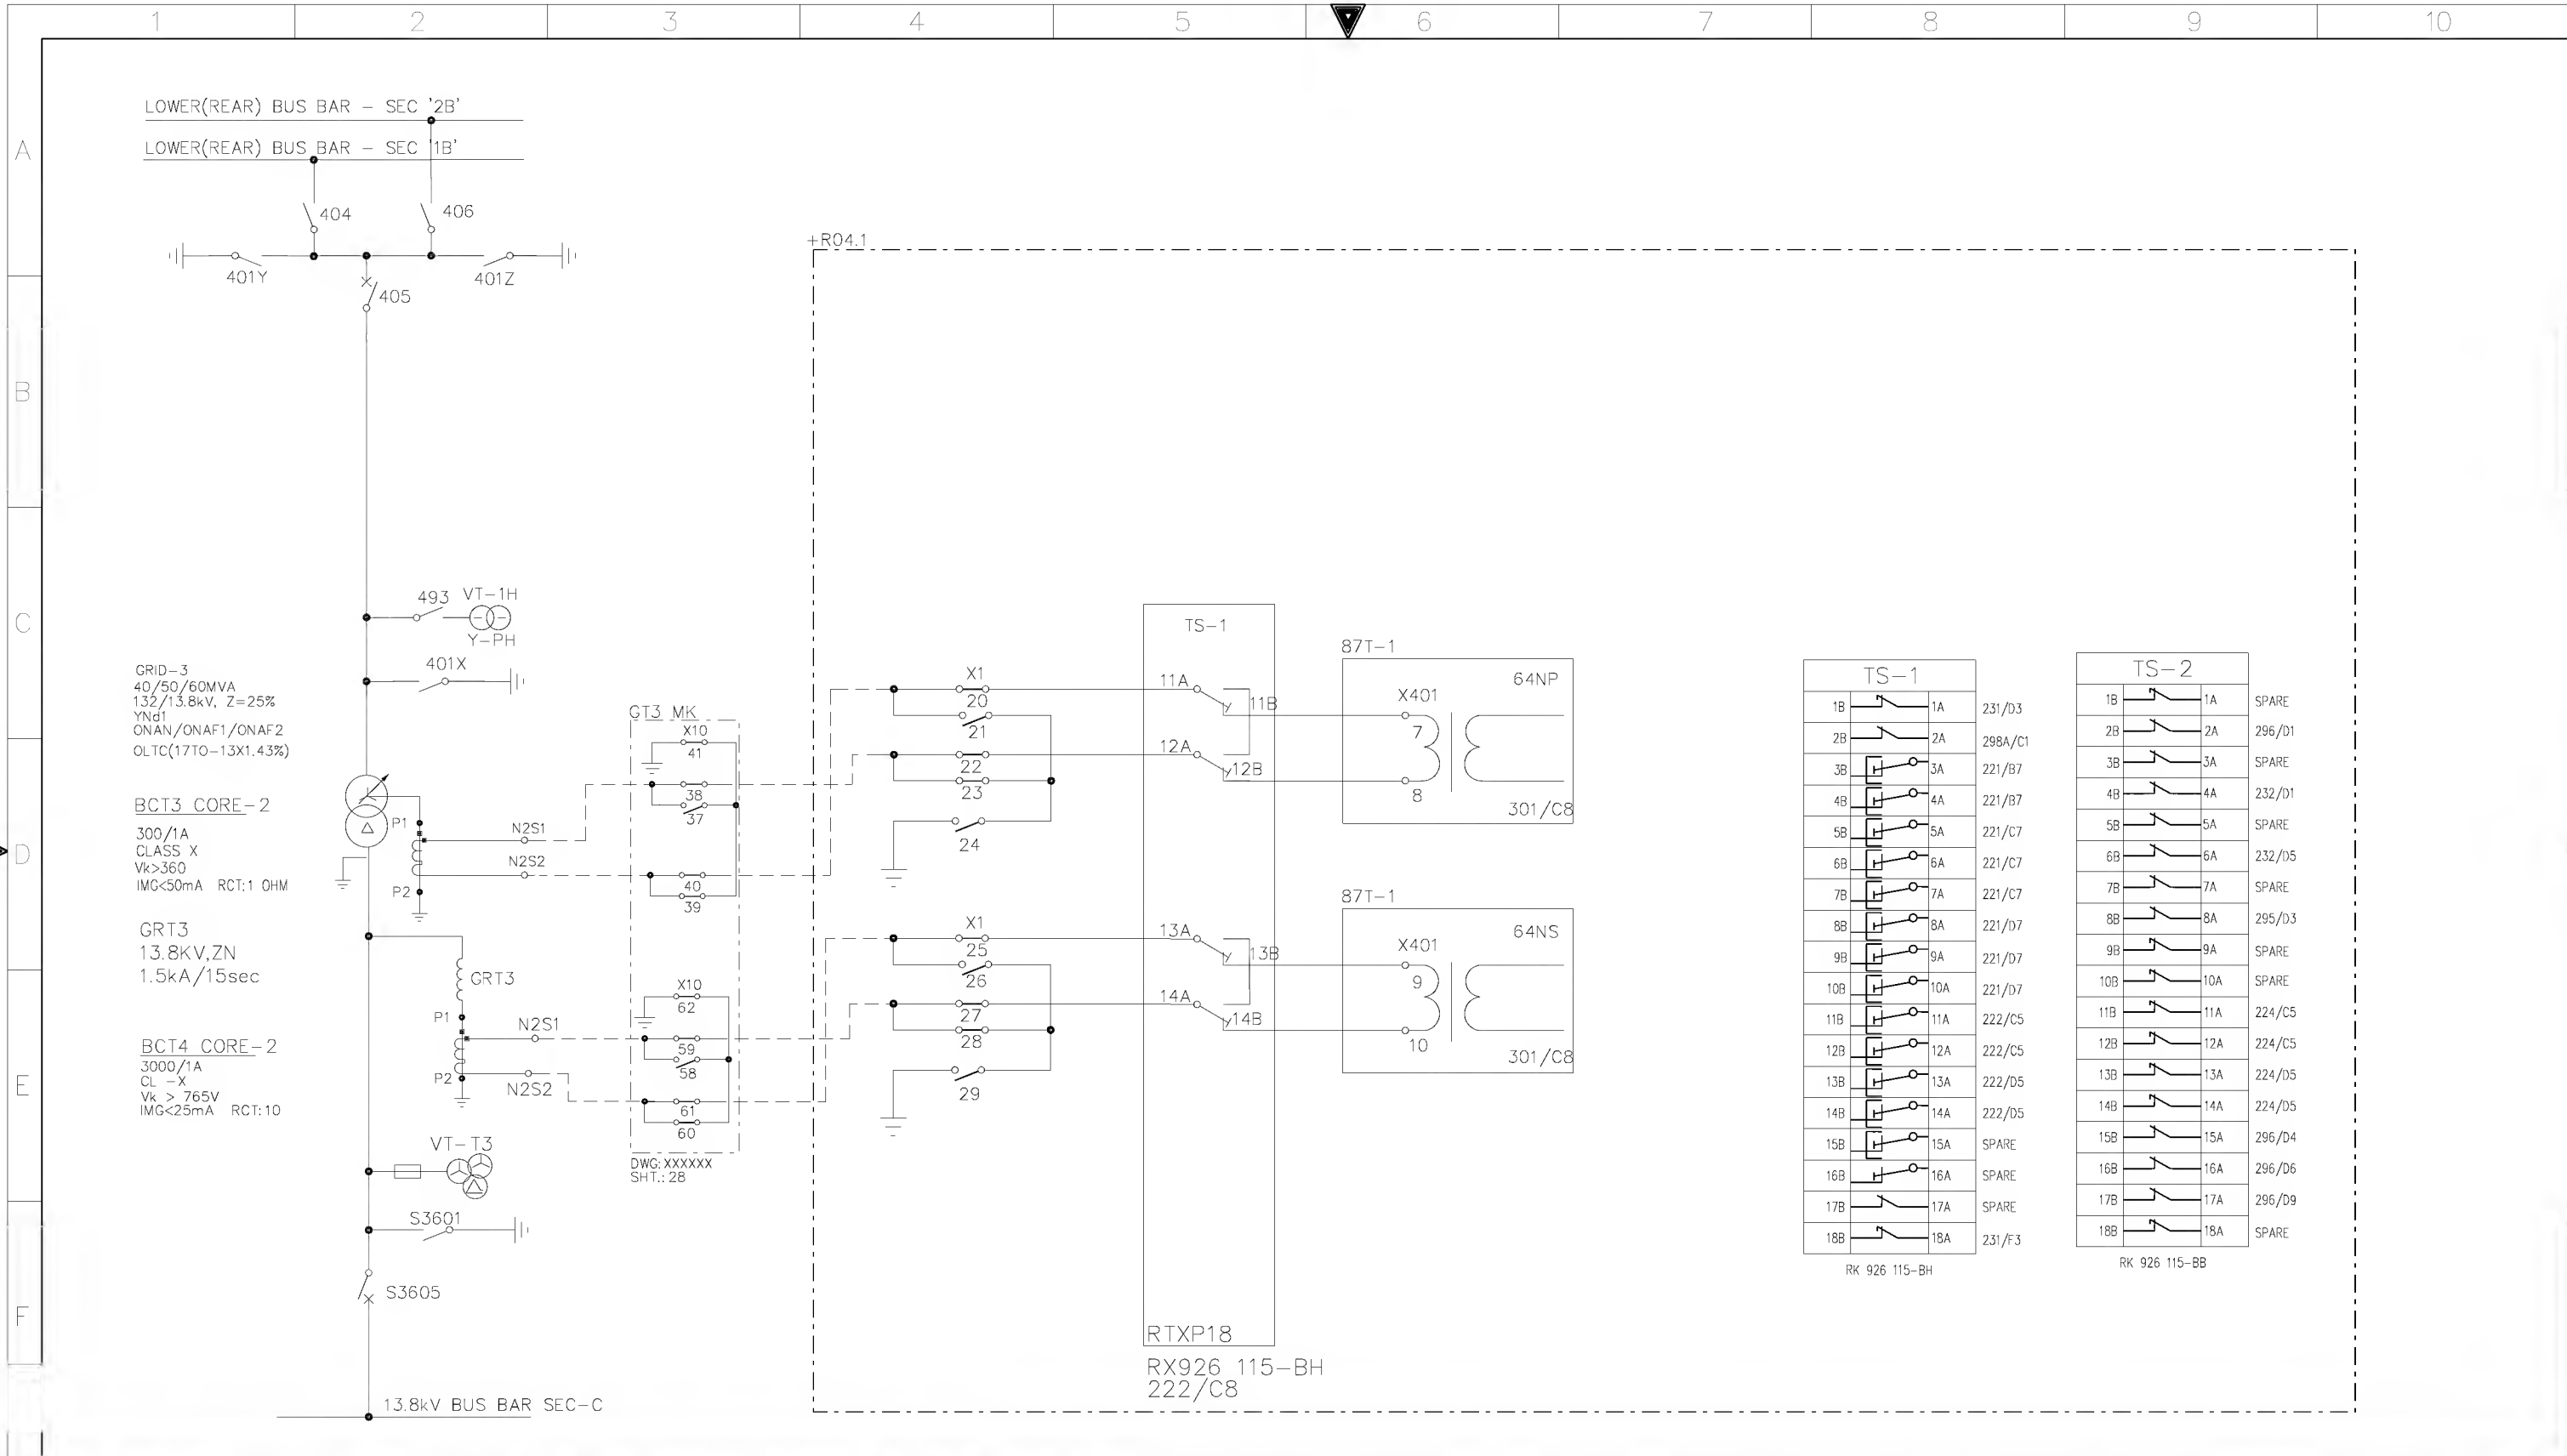 1 2 3 4 5 6 7 8 9 10
A
B
C
D
E
F
LOWER(REAR) BUS BAR - SEC '2B'
LOWER(REAR) BUS BAR - SEC '1B'
404
406
401Y
401Z
405
493 VT-1H
Y-PH
401X
GRID-3
40/50/60MVA
132/13.8kV, Z=25%
YNd1
ONAN/ONAF1/ONAF2
OLTC(17TO-13X1.43%)
BCT3 CORE-2
300/1A
CLASS X
Vk>360
IMG<50mA RCT:1 OHM
P1
P2
N2S1
N2S2
GRT3
13.8KV,ZN
1.5kA/15sec
GRT3
BCT4 CORE-2
3000/1A
CL -X
Vk > 765V
IMG<25mA RCT:10
P1
P2
N2S1
N2S2
VT-T3
S3601
S3605
13.8kV BUS BAR SEC-C
GT3 MK
X10
41
38
37
40
39
X10
62
59
58
61
60
DWG: XXXXXX
SHT.: 28
+R04.1
X1
20
21
22
23
24
X1
25
26
27
28
29
TS-1
11A
11B
12A
12B
13A
13B
14A
14B
RTXP18
RX926 115-BH
222/C8
87T-1
X401
64NP
7
8
301/C8
87T-1
X401
64NS
9
10
301/C8
TS-1
1B 1A 231/D3
2B 2A 298A/C1
3B 3A 221/B7
4B 4A 221/B7
5B 5A 221/C7
6B 6A 221/C7
7B 7A 221/C7
8B 8A 221/D7
9B 9A 221/D7
10B 10A 221/D7
11B 11A 222/C5
12B 12A 222/C5
13B 13A 222/D5
14B 14A 222/D5
15B 15A SPARE
16B 16A SPARE
17B 17A SPARE
18B 18A 231/F3
RK 926 115-BH
TS-2
1B 1A SPARE
2B 2A 296/D1
3B 3A SPARE
4B 4A 232/D1
5B 5A SPARE
6B 6A 232/D5
7B 7A SPARE
8B 8A 295/D3
9B 9A SPARE
10B 10A SPARE
11B 11A 224/C5
12B 12A 224/C5
13B 13A 224/D5
14B 14A 224/D5
15B 15A 296/D4
16B 16A 296/D6
17B 17A 296/D9
18B 18A SPARE
RK 926 115-BB